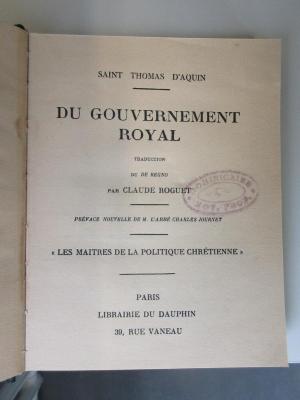 SAINT THOMAS D'AQUIN
DU GOUVERNEMENT
ROYAL
TRADUCTION
DU DE REGNO
PAR CLAUDE ROGUET
PRÉFACE NOUVELLE DE M. L'ABBÉ CHARLES JOURNET
« LES MAITRES DE LA POLITIQUE CHRÉTIENNE »
PARIS
LIBRAIRIE DU DAUPHIN
39, RUE VANEAU